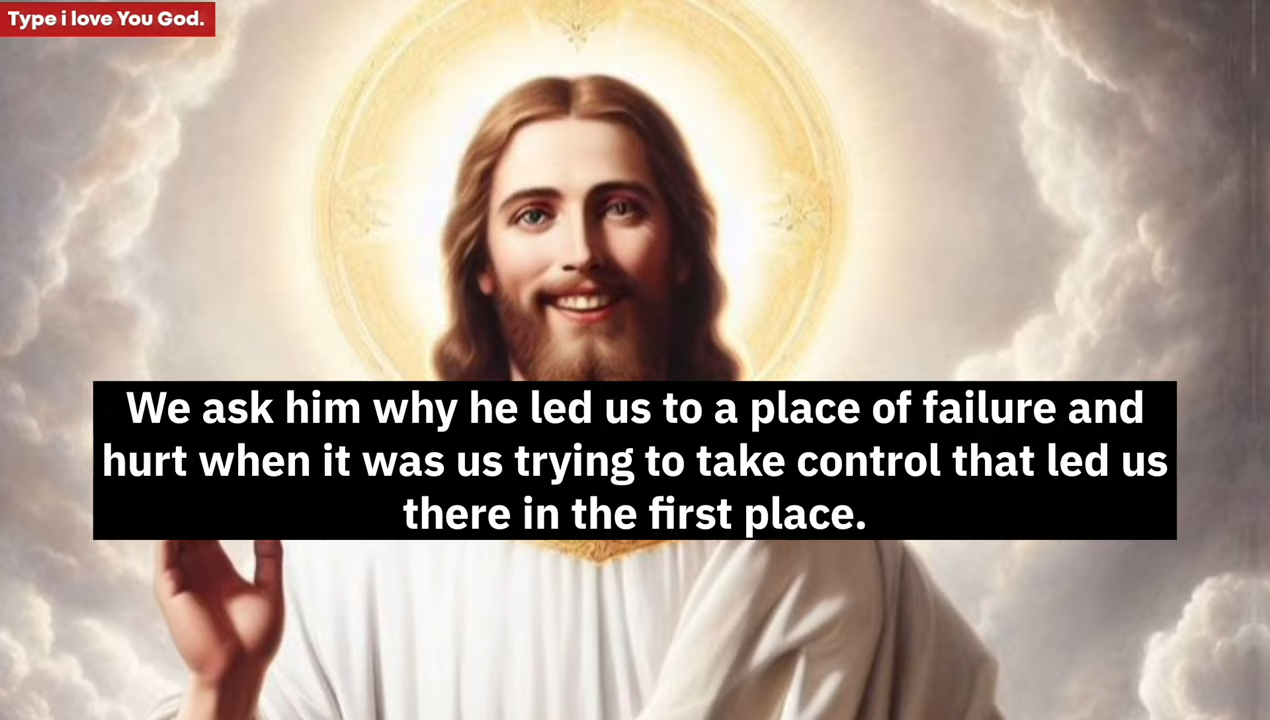 Type i love You God.
We ask him why he led us to a place of failure and
hurt when it was us trying to take control that led us
there in the first place.